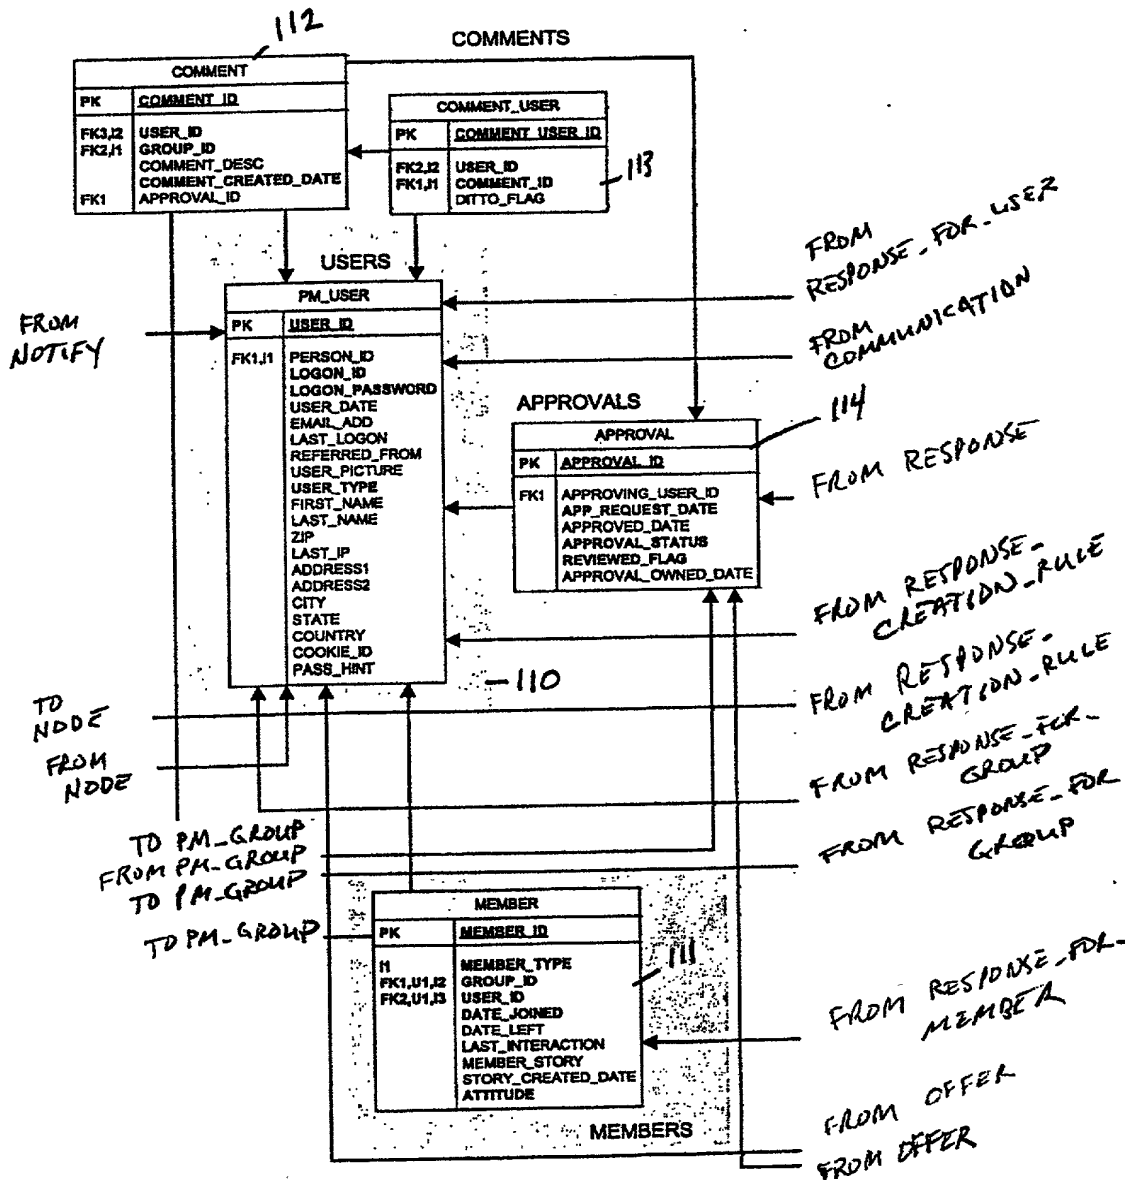 112
COMMENTS
COMMENT
PK COMMENT_ID
FK3,I2 USER_ID
FK2,I1 GROUP_ID
COMMENT_DESC
COMMENT_CREATED_DATE
FK1 APPROVAL_ID
COMMENT_USER
PK COMMENT_USER_ID
FK2,I2 USER_ID
FK1,I1 COMMENT_ID
DITTO_FLAG
113
FROM
RESPONSE_FOR_USER
FROM
COMMUNICATION
USERS
PM_USER
PK USER_ID
FK1,I1 PERSON_ID
LOGON_ID
LOGON_PASSWORD
USER_DATE
EMAIL_ADD
LAST_LOGON
REFERRED_FROM
USER_PICTURE
USER_TYPE
FIRST_NAME
LAST_NAME
ZIP
LAST_IP
ADDRESS1
ADDRESS2
CITY
STATE
COUNTRY
COOKIE_ID
PASS_HINT
110
FROM
NOTIFY
APPROVALS
114
APPROVAL
PK APPROVAL_ID
FK1 APPROVING_USER_ID
APP_REQUEST_DATE
APPROVED_DATE
APPROVAL_STATUS
REVIEWED_FLAG
APPROVAL_OWNED_DATE
FROM RESPONSE
FROM RESPONSE_
CREATION_RULE
FROM RESPONSE_
CREATION_RULE
FROM RESPONSE_FOR_
GROUP
FROM RESPONSE_FOR
GROUP
TO
NODE
FROM
NODE
TO PM_GROUP
FROM PM_GROUP
TO PM_GROUP
TO PM_GROUP
MEMBER
PK MEMBER_ID
I1 MEMBER_TYPE
FK1,U1,I2 GROUP_ID
FK2,U1,I3 USER_ID
DATE_JOINED
DATE_LEFT
LAST_INTERACTION
MEMBER_STORY
STORY_CREATED_DATE
ATTITUDE
111
MEMBERS
FROM RESPONSE_FOR_
MEMBER
FROM OFFER
FROM OFFER